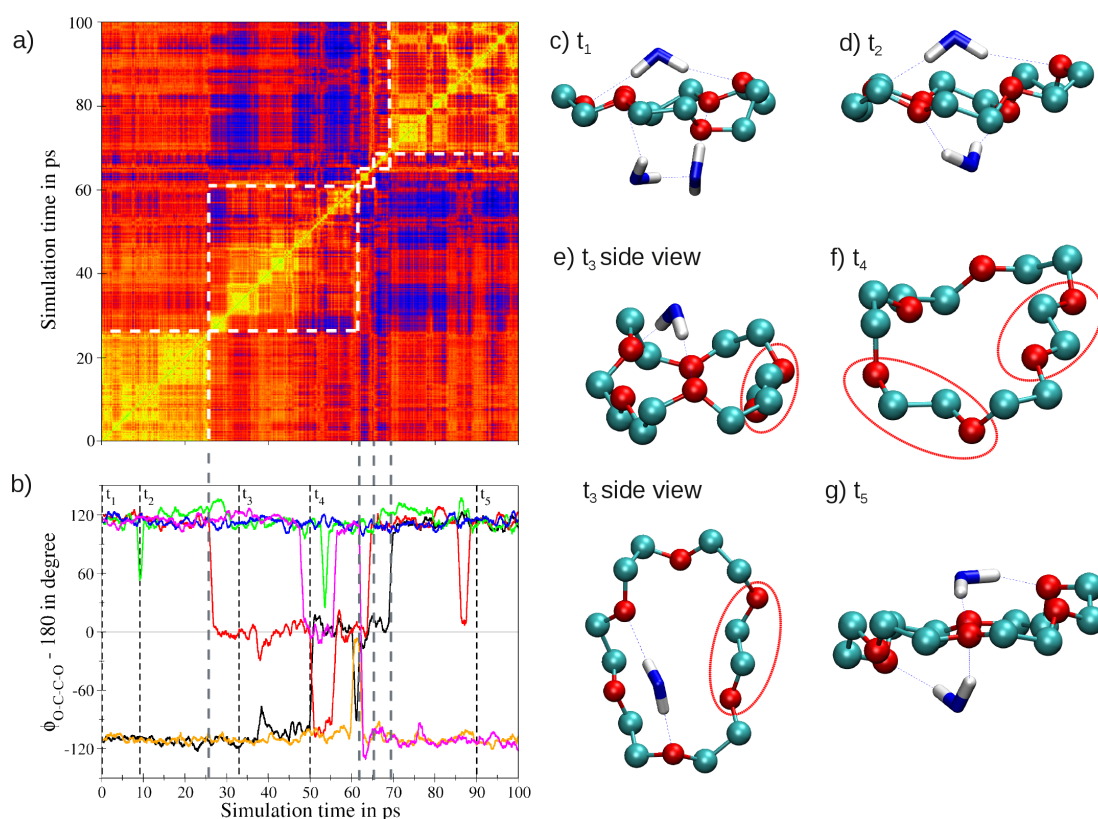 a)
Simulation time in ps
100
80
60
40
20
0
b)
ϕO-C-C-O - 180 in degree
120
60
0
-60
-120
t1 t2 t3 t4 t5
0 10 20 30 40 50 60 70 80 90 100
Simulation time in ps
c) t1
d) t2
e) t3 side view
f) t4
t3 side view
g) t5